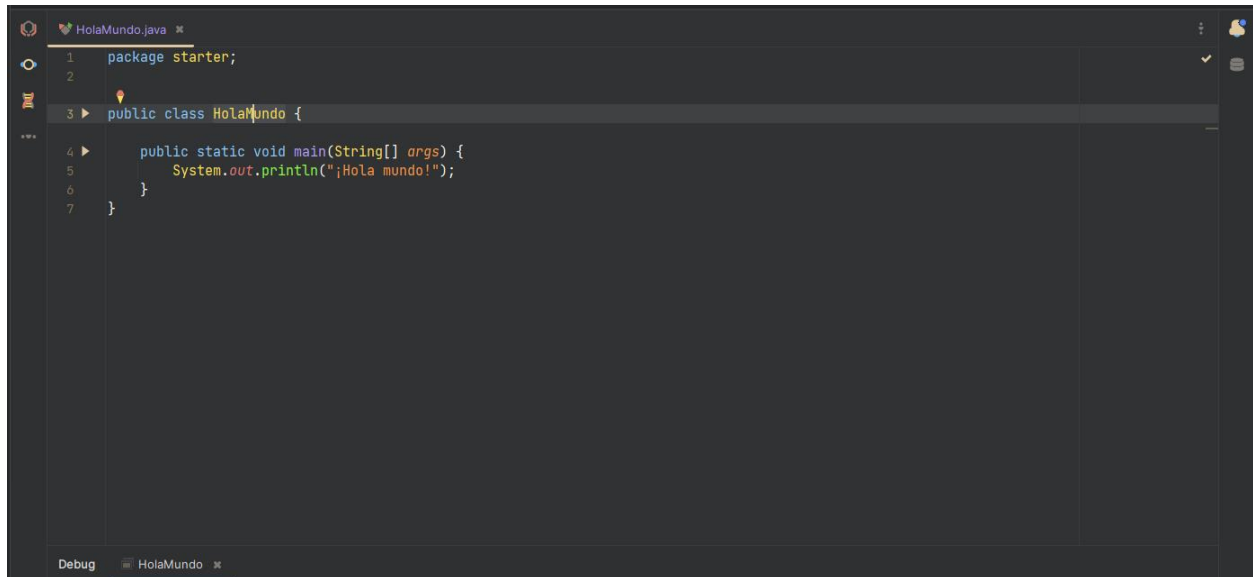 HolaMundo.java
1 package starter;
2
3 public class HolaMundo {
4 public static void main(String[] args) {
5 System.out.println("¡Hola mundo!");
6 }
7 }
Debug HolaMundo